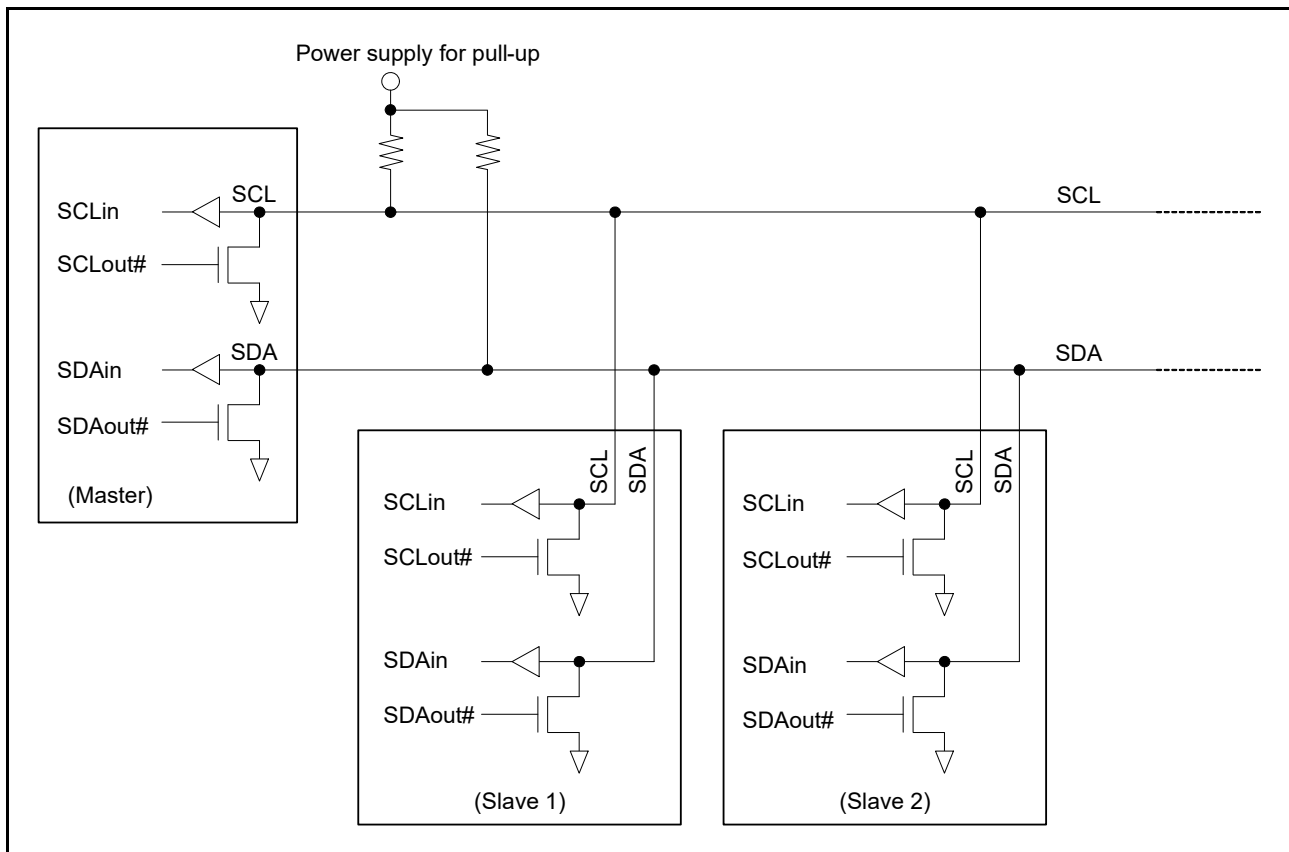 Power supply for pull-up
SCL
SCLin
SCLout#
SDA
SDAin
SDAout#
(Master)
SCL
SDA
SCL
SDA
SCLin
SCLout#
SDAin
SDAout#
(Slave 1)
SCL
SDA
SCLin
SCLout#
SDAin
SDAout#
(Slave 2)